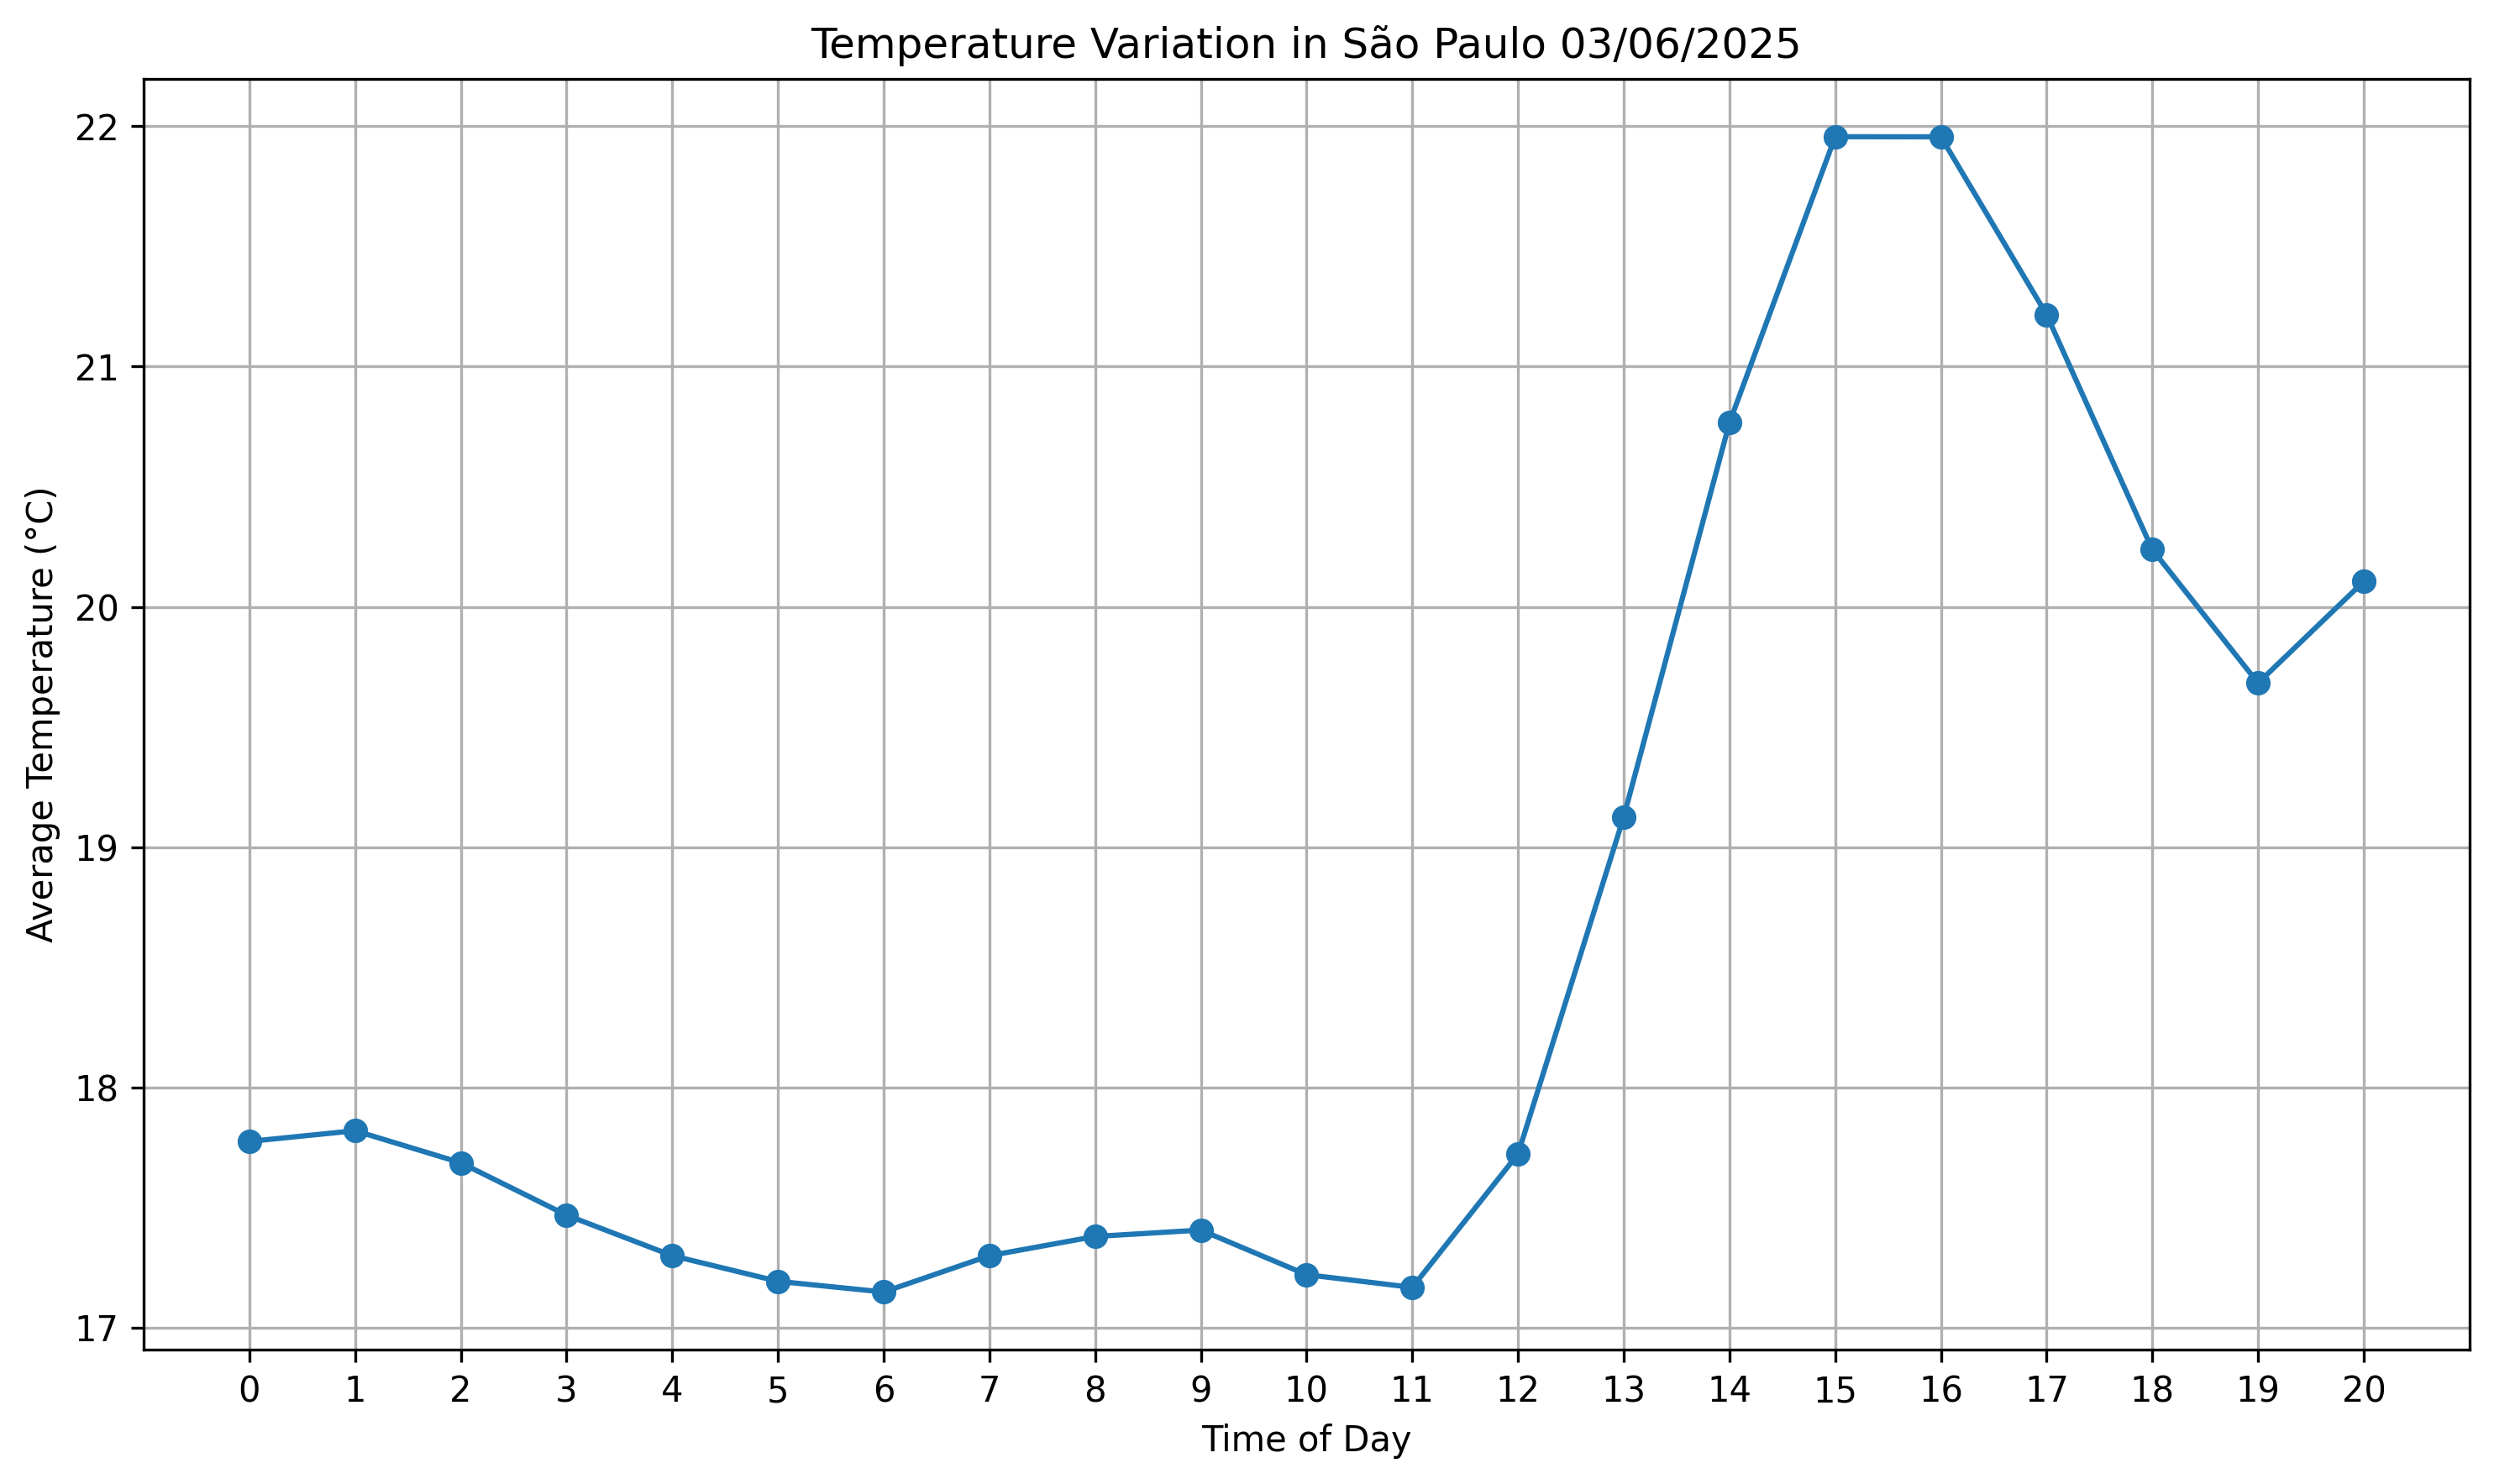 Temperature Variation in São Paulo 03/06/2025
22
21
20
19
18
17
Average Temperature (°C)
0 1 2 3 4 5 6 7 8 9 10 11 12 13 14 15 16 17 18 19 20
Time of Day